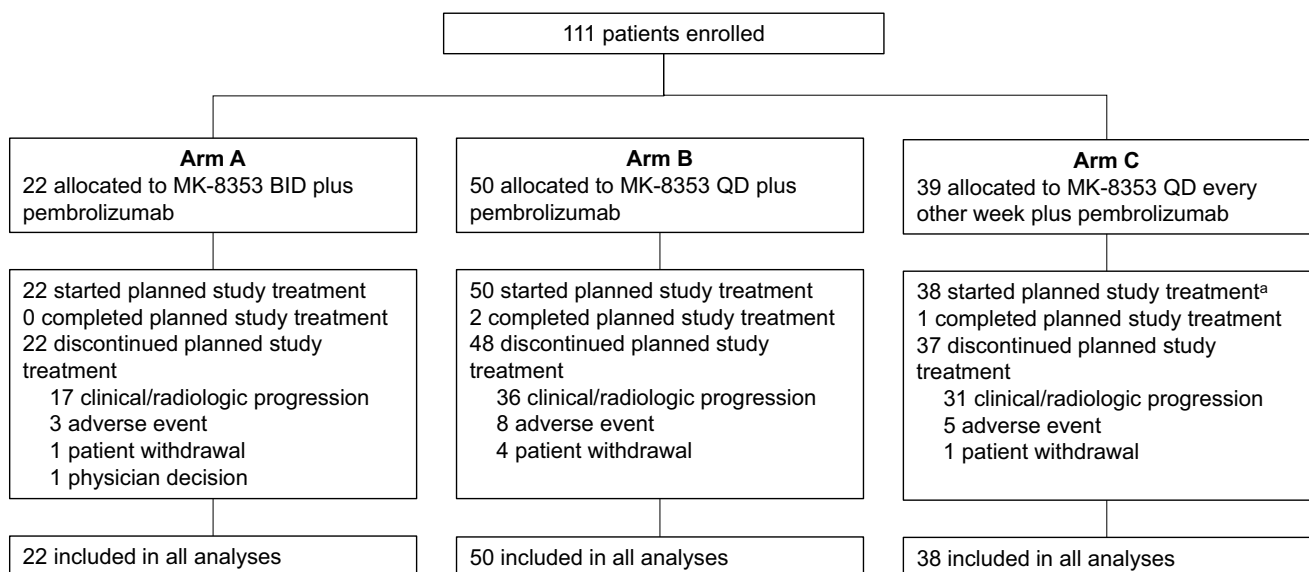 111 patients enrolled
Arm A
22 allocated to MK-8353 BID plus
pembrolizumab
22 started planned study treatment
0 completed planned study treatment
22 discontinued planned study
treatment
17 clinical/radiologic progression
3 adverse event
1 patient withdrawal
1 physician decision
22 included in all analyses
Arm B
50 allocated to MK-8353 QD plus
pembrolizumab
50 started planned study treatment
2 completed planned study treatment
48 discontinued planned study
treatment
36 clinical/radiologic progression
8 adverse event
4 patient withdrawal
50 included in all analyses
Arm C
39 allocated to MK-8353 QD every
other week plus pembrolizumab
38 started planned study treatmentᵃ
1 completed planned study treatment
37 discontinued planned study
treatment
31 clinical/radiologic progression
5 adverse event
1 patient withdrawal
38 included in all analyses